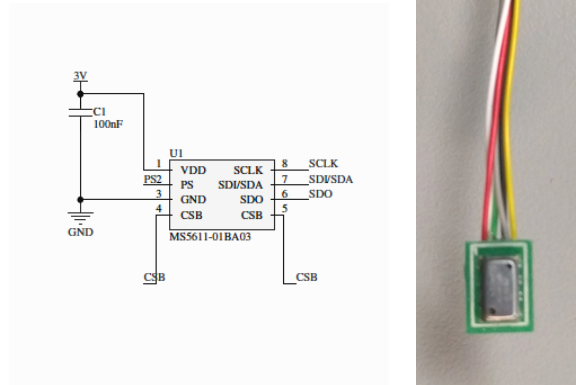 3V
C1
100nF
U1
1 VDD SCLK 8 SCLK
PS2 PS SDI/SDA 7 SDI/SDA
3 GND SDO 6 SDO
4 CSB CSB 5
GND
MS5611-01BA03
CSB CSB